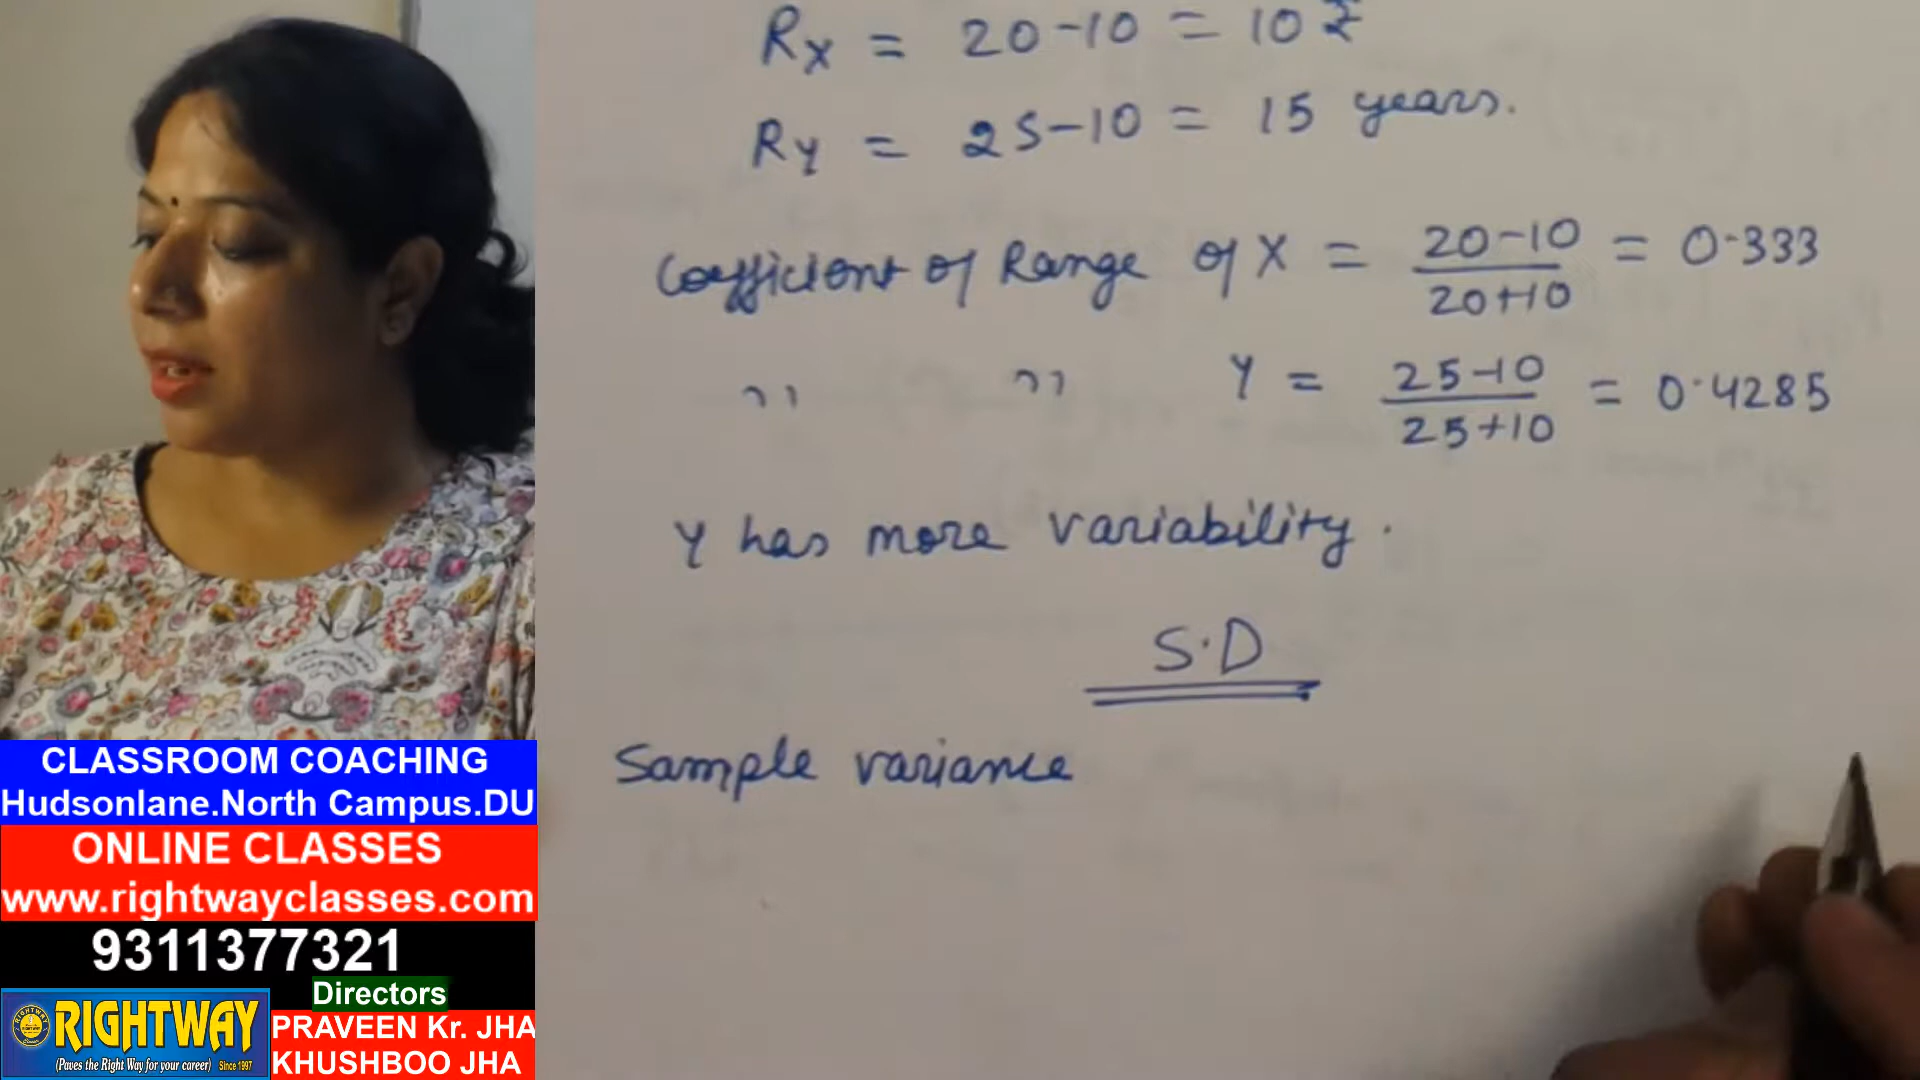 Rx = 20-10 = 10 ₹
Ry = 25-10 = 15 years.
Coefficient of Range of X = 20-10 / 20+10 = 0.333
,, ,, Y = 25-10 / 25+10 = 0.4285
Y has more variability.
S.D
Sample variance
CLASSROOM COACHING
Hudsonlane.North Campus.DU
ONLINE CLASSES
www.rightwayclasses.com
9311377321
Directors
PRAVEEN Kr. JHA
KHUSHBOO JHA
RIGHTWAY
(Paves the Right Way for your career) Since 1997